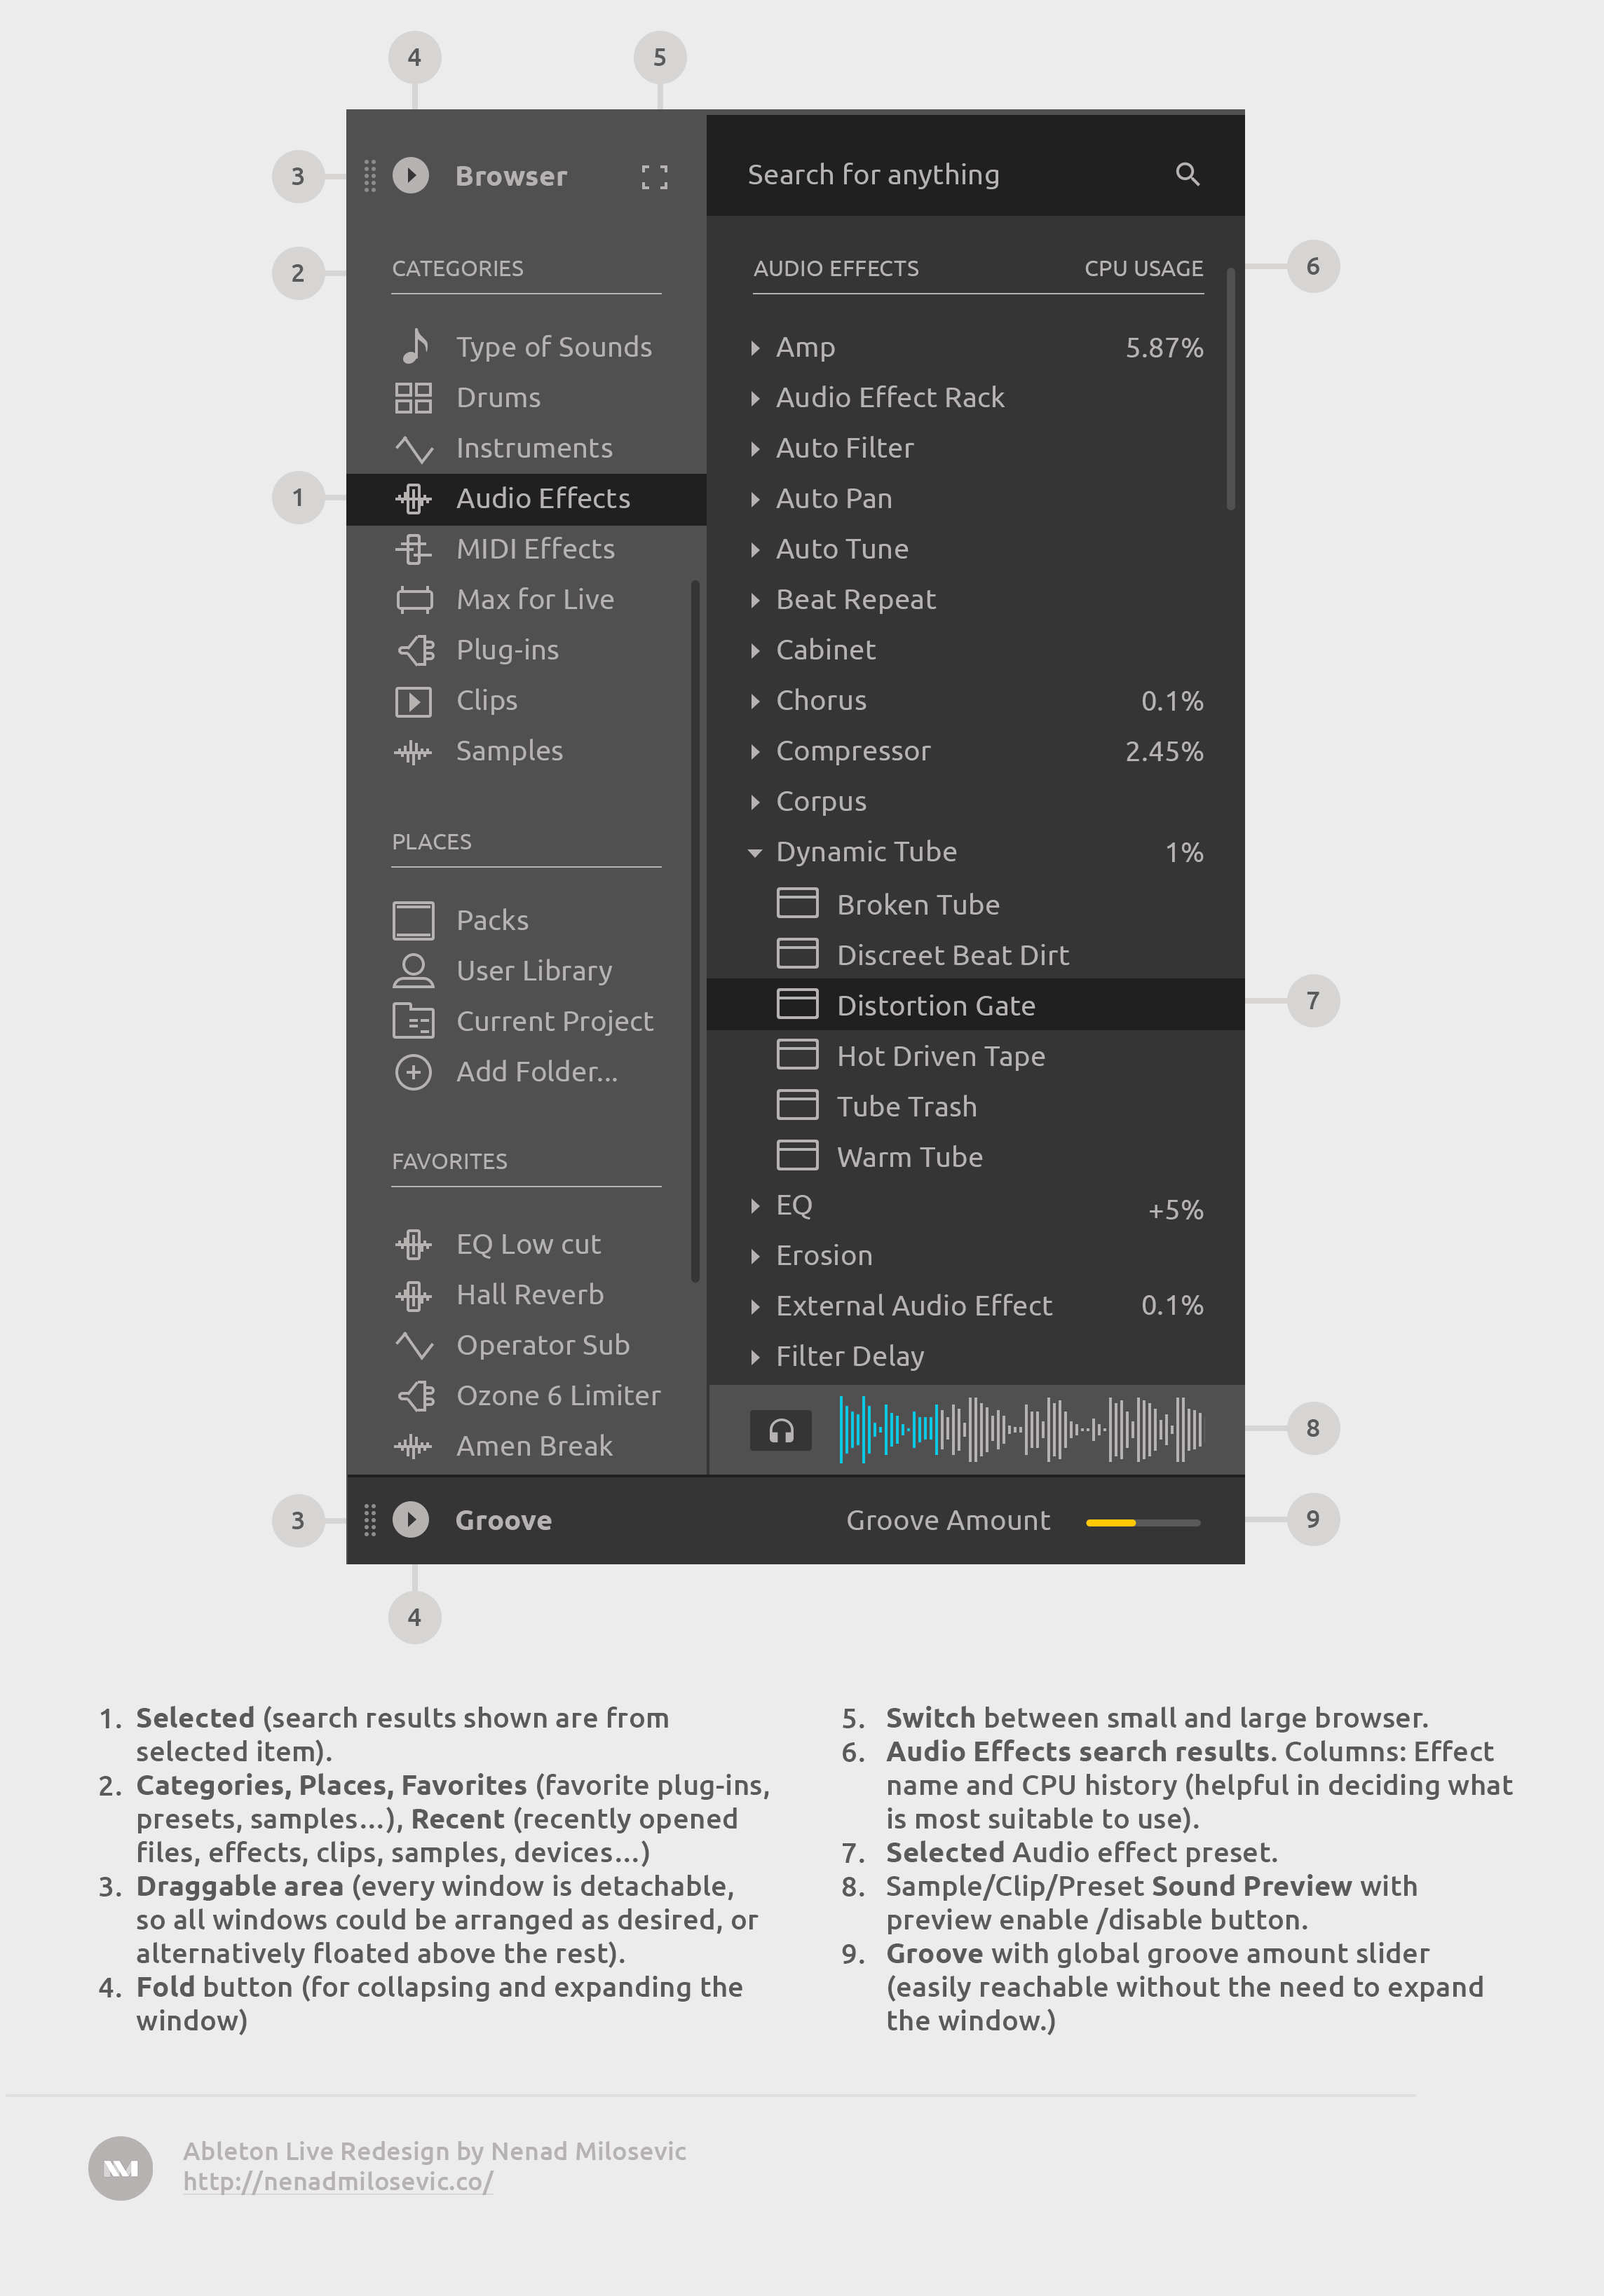 4
5
3
Browser
Search for anything
2
CATEGORIES
AUDIO EFFECTS
CPU USAGE
6
Type of Sounds
Drums
Instruments
1
Audio Effects
MIDI Effects
Max for Live
Plug-ins
Clips
Samples
PLACES
Packs
User Library
Current Project
Add Folder...
FAVORITES
EQ Low cut
Hall Reverb
Operator Sub
Ozone 6 Limiter
Amen Break
Amp 5.87%
Audio Effect Rack
Auto Filter
Auto Pan
Auto Tune
Beat Repeat
Cabinet
Chorus 0.1%
Compressor 2.45%
Corpus
Dynamic Tube 1%
Broken Tube
Discreet Beat Dirt
Distortion Gate
7
Hot Driven Tape
Tube Trash
Warm Tube
EQ +5%
Erosion
External Audio Effect 0.1%
Filter Delay
8
3
Groove
Groove Amount
9
4
1. Selected (search results shown are from
selected item).
2. Categories, Places, Favorites (favorite plug-ins,
presets, samples...), Recent (recently opened
files, effects, clips, samples, devices...)
3. Draggable area (every window is detachable,
so all windows could be arranged as desired, or
alternatively floated above the rest).
4. Fold button (for collapsing and expanding the
window)
5. Switch between small and large browser.
6. Audio Effects search results. Columns: Effect
name and CPU history (helpful in deciding what
is most suitable to use).
7. Selected Audio effect preset.
8. Sample/Clip/Preset Sound Preview with
preview enable /disable button.
9. Groove with global groove amount slider
(easily reachable without the need to expand
the window.)
Ableton Live Redesign by Nenad Milosevic
http://nenadmilosevic.co/